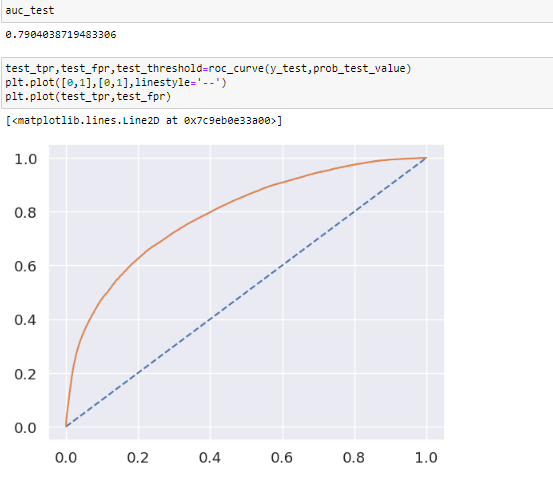 auc_test
0.7904038719483306
test_tpr,test_fpr,test_threshold=roc_curve(y_test,prob_test_value)
plt.plot([0,1],[0,1],linestyle='--')
plt.plot(test_tpr,test_fpr)
[<matplotlib.lines.Line2D at 0x7c9eb0e33a00>]
1.0
0.8
0.6
0.4
0.2
0.0
0.0 0.2 0.4 0.6 0.8 1.0